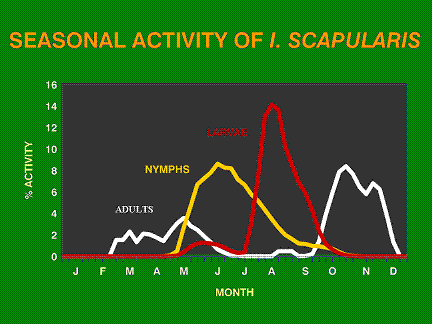 SEASONAL ACTIVITY OF I. SCAPULARIS
16
14
12
10
8
6
4
2
0
% ACTIVITY
LARVAE
NYMPHS
ADULTS
J F M A M J J A S O N D
MONTH